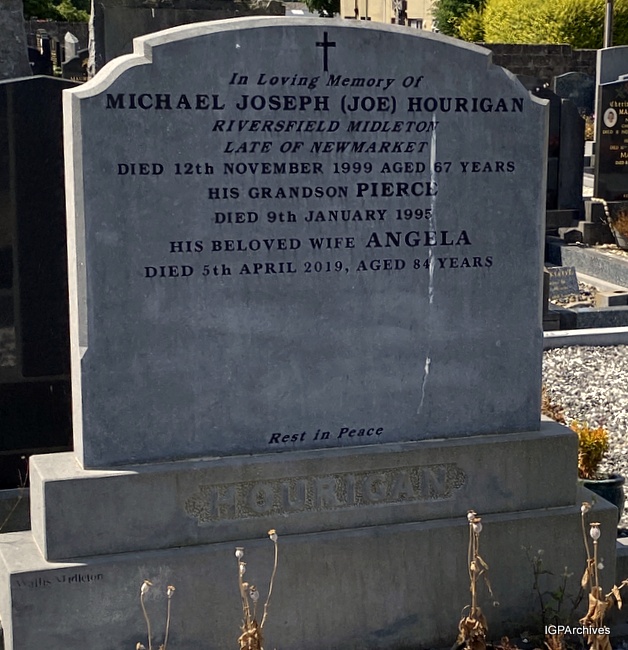 In Loving Memory Of
MICHAEL JOSEPH (JOE) HOURIGAN
RIVERSFIELD MIDLETON
LATE OF NEWMARKET
DIED 12th NOVEMBER 1999 AGED 67 YEARS
HIS GRANDSON PIERCE
DIED 9th JANUARY 1995
HIS BELOVED WIFE ANGELA
DIED 5th APRIL 2019, AGED 84 YEARS
Rest in Peace
HOURIGAN
Wallis Midleton
IGPArchives